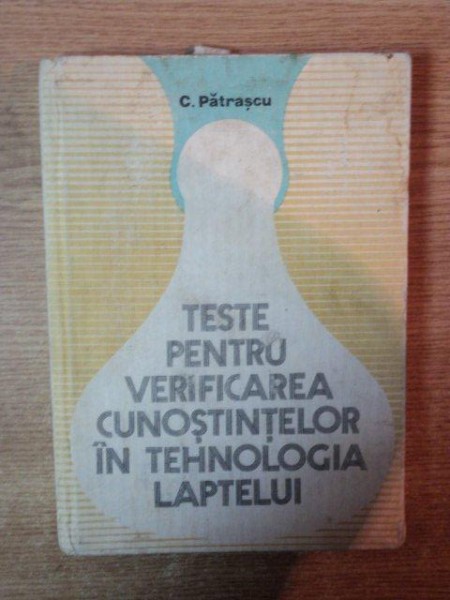 C. Pătrașcu
TESTE
PENTRU
VERIFICAREA
CUNOȘTINȚELOR
ÎN TEHNOLOGIA
LAPTELUI